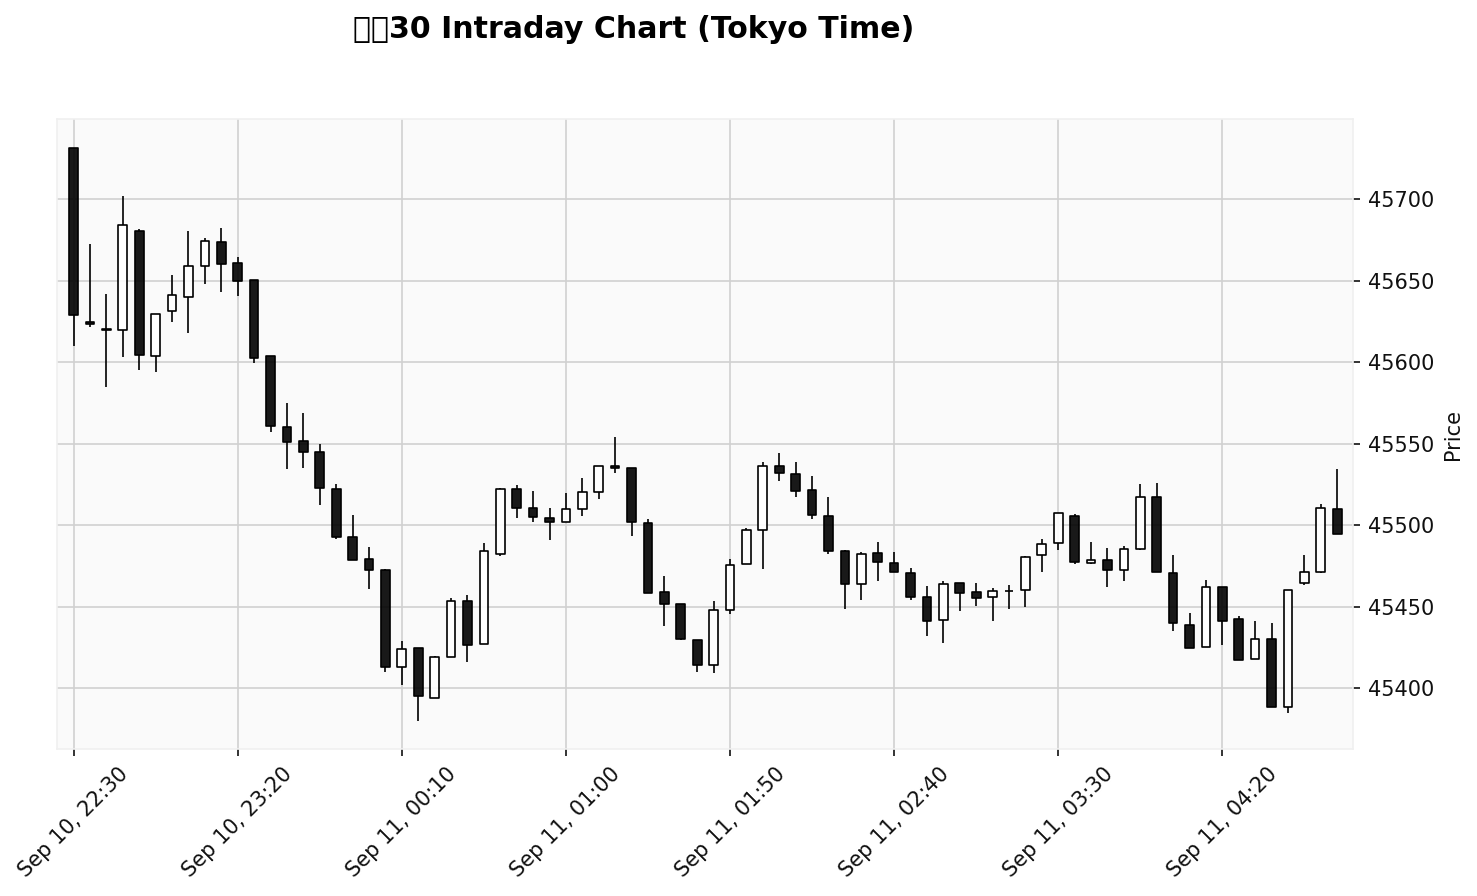 30 Intraday Chart (Tokyo Time)
45700
45650
45600
45550
45500
45450
45400
Price
Sep 10, 22:30
Sep 10, 23:20
Sep 11, 00:10
Sep 11, 01:00
Sep 11, 01:50
Sep 11, 02:40
Sep 11, 03:30
Sep 11, 04:20